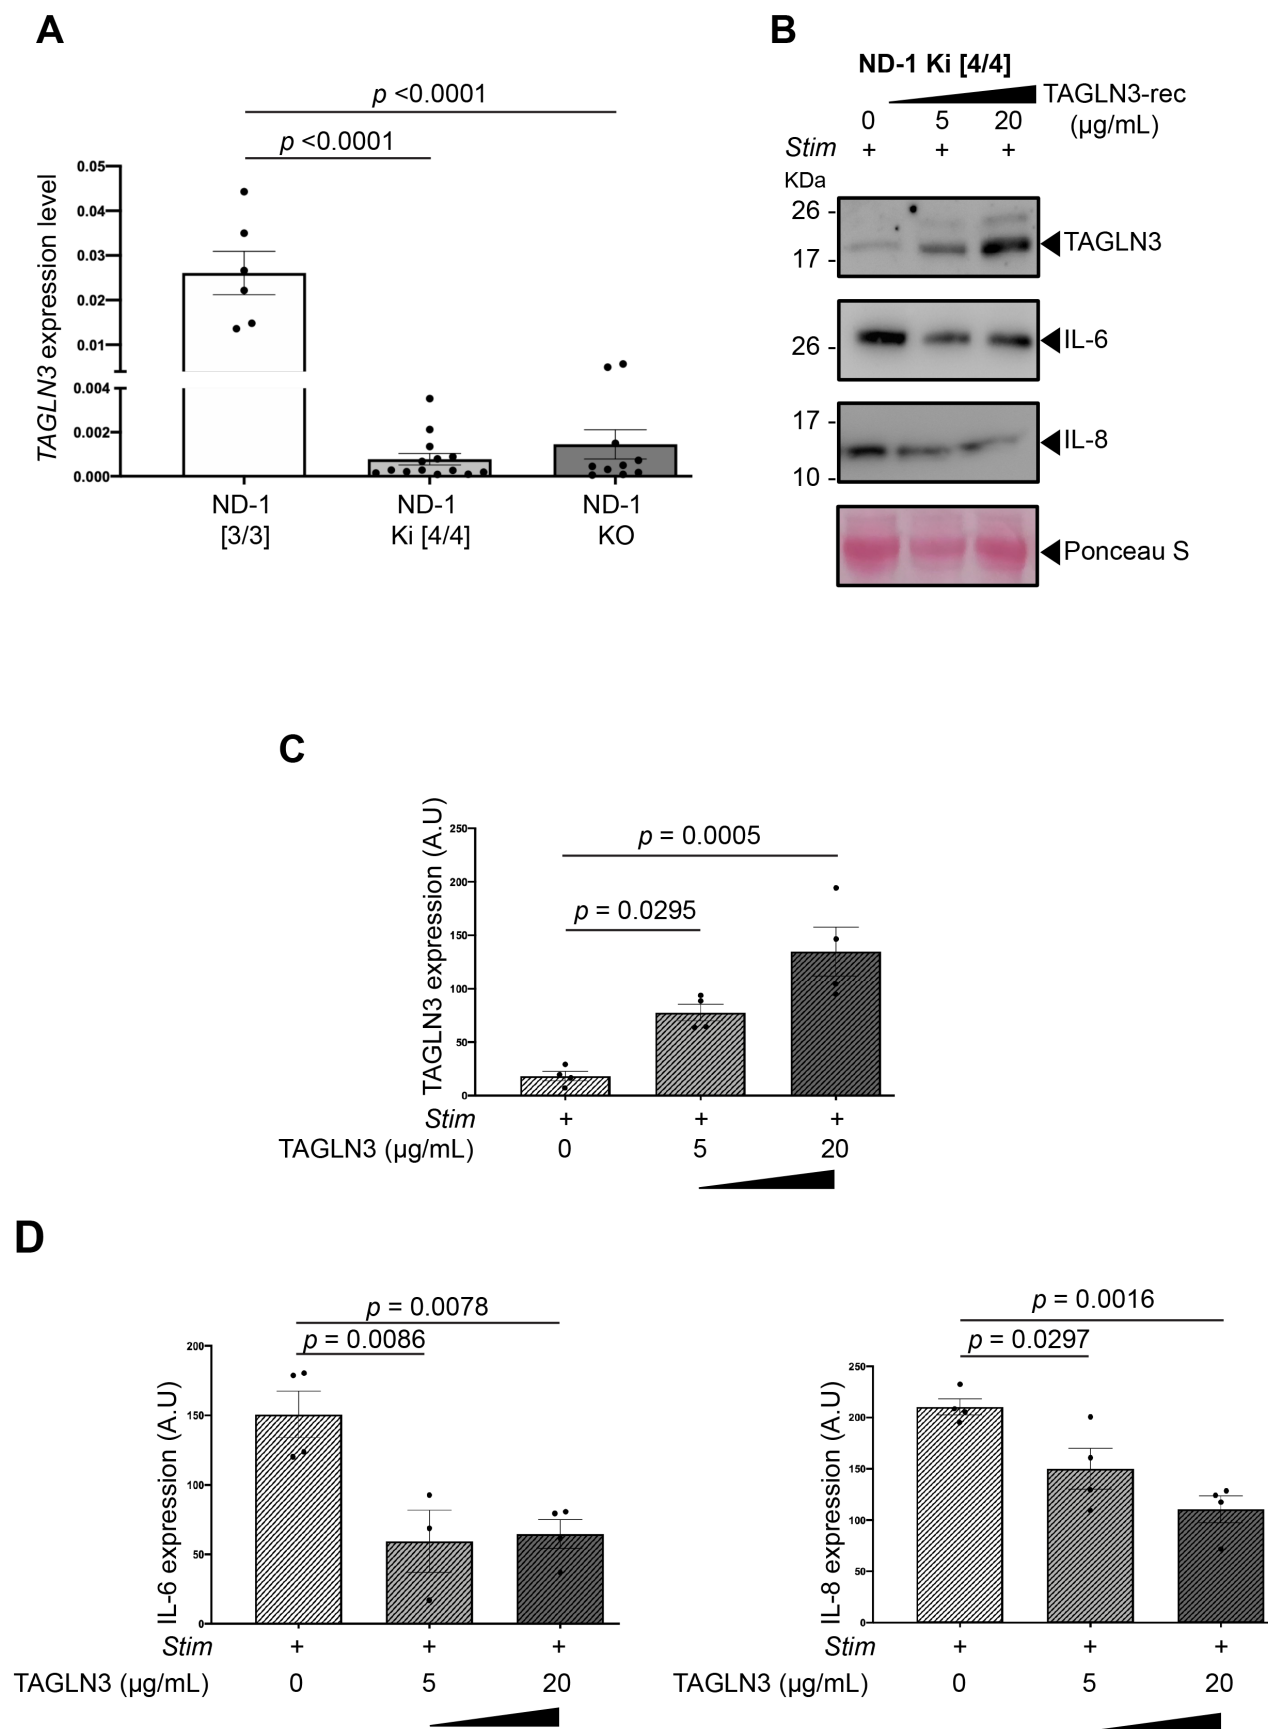 A
p <0.0001
p <0.0001
TAGLN3 expression level
0.05
0.04
0.03
0.02
0.01
0.004
0.002
0.000
ND-1 [3/3]
ND-1 Ki [4/4]
ND-1 KO
B
ND-1 Ki [4/4]
TAGLN3-rec
(µg/mL)
0 5 20
Stim + + +
KDa
26 -
17 -
TAGLN3
26 -
IL-6
17 -
10 -
IL-8
Ponceau S
C
TAGLN3 expression (A.U)
250
200
150
100
50
0
p = 0.0005
p = 0.0295
Stim + + +
TAGLN3 (µg/mL) 0 5 20
D
p = 0.0078
p = 0.0086
IL-6 expression (A.U)
200
150
100
50
0
Stim + + +
TAGLN3 (µg/mL) 0 5 20
p = 0.0016
p = 0.0297
IL-8 expression (A.U)
250
200
150
100
50
0
Stim + + +
TAGLN3 (µg/mL) 0 5 20